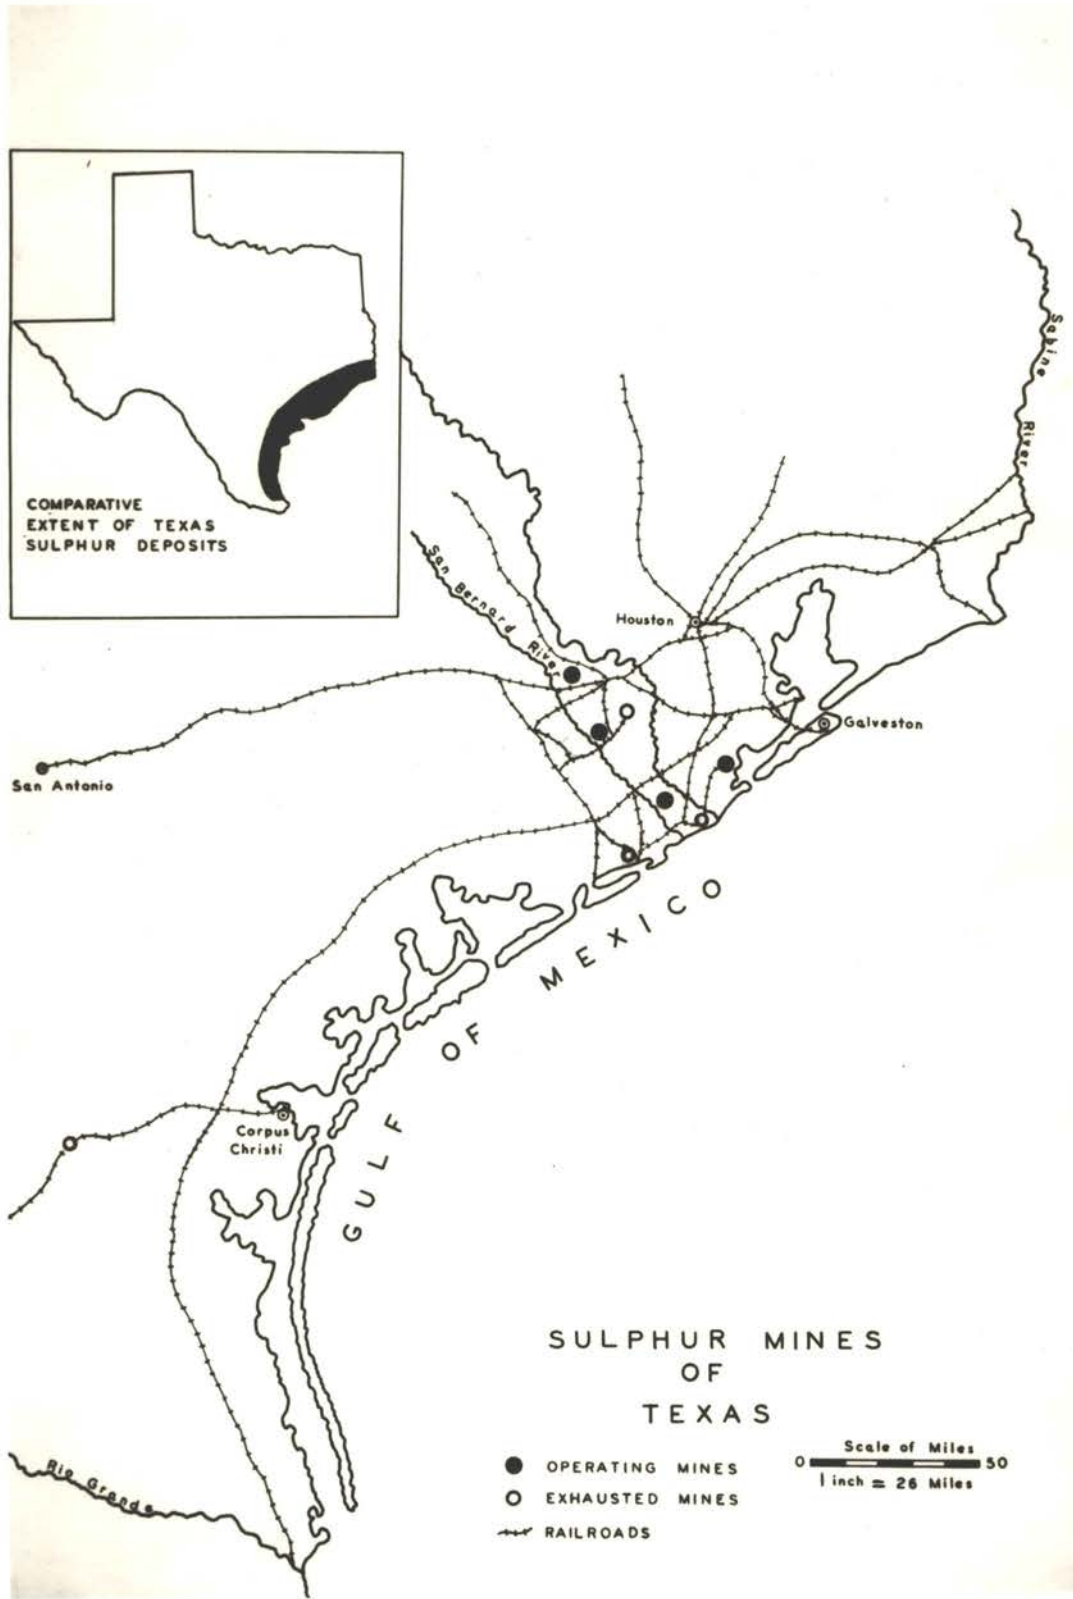 COMPARATIVE
EXTENT OF TEXAS
SULPHUR DEPOSITS
Sabine River
San Bernard River
Houston
Galveston
San Antonio
GULF OF MEXICO
Corpus
Christi
Rio Grande
SULPHUR MINES
OF
TEXAS
OPERATING MINES
EXHAUSTED MINES
RAILROADS
Scale of Miles
0 50
1 inch = 26 Miles